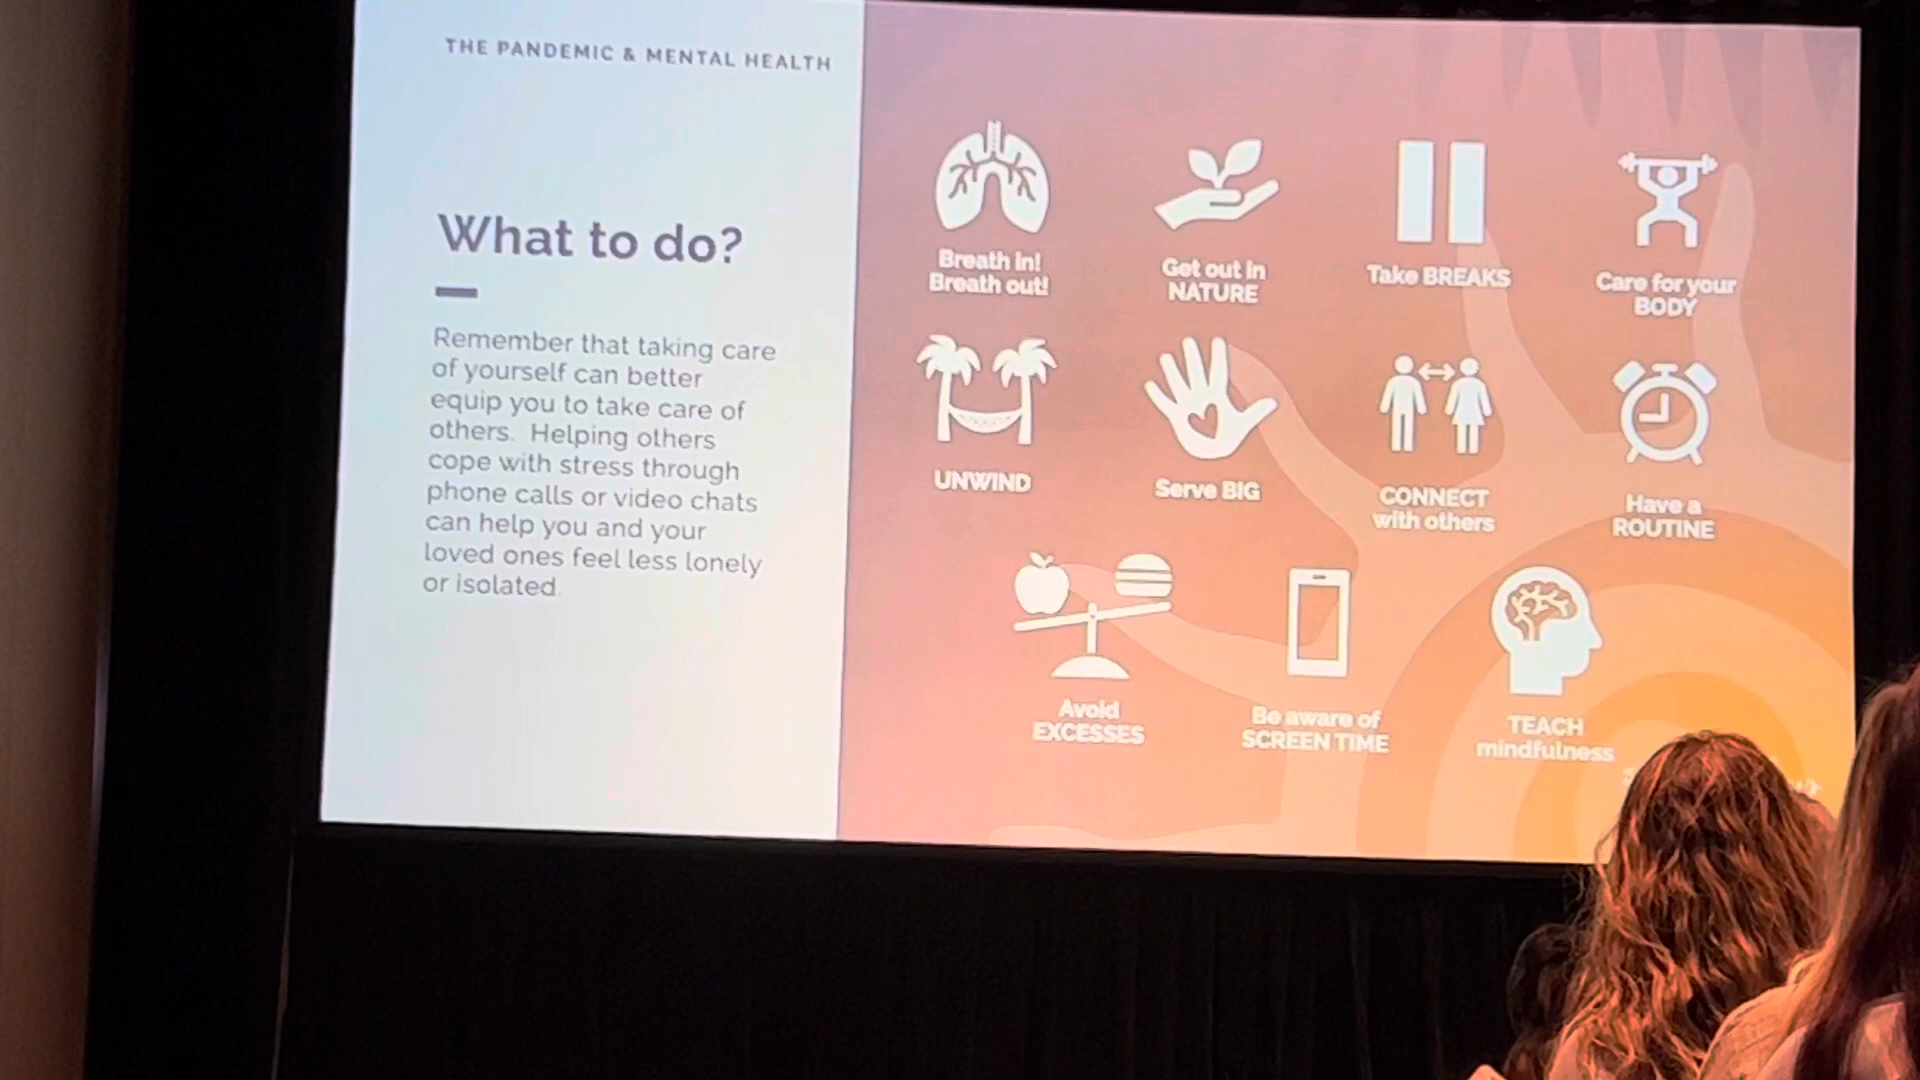 THE PANDEMIC & MENTAL HEALTH
What to do?
Remember that taking care
of yourself can better
equip you to take care of
others. Helping others
cope with stress through
phone calls or video chats
can help you and your
loved ones feel less lonely
or isolated.
Breath in!
Breath out!
Get out in
NATURE
Take BREAKS
Care for your
BODY
UNWIND
Serve BIG
CONNECT
with others
Have a
ROUTINE
Avoid
EXCESSES
Be aware of
SCREEN TIME
TEACH
mindfulness